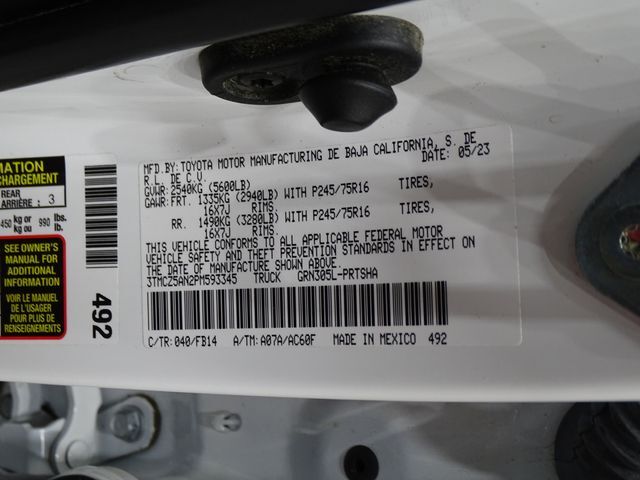 MFD.BY: TOYOTA MOTOR MANUFACTURING DE BAJA CALIFORNIA, S. DE
R.L. DE C.V. DATE: 05/23
GVWR: 2540KG (5600LB)
GAWR: FRT. 1335KG (2940LB) WITH P245/75R16 TIRES,
16X7J RIMS.
RR. 1490KG (3280LB) WITH P245/75R16 TIRES,
16X7J RIMS.
THIS VEHICLE CONFORMS TO ALL APPLICABLE FEDERAL MOTOR
VEHICLE SAFETY AND THEFT PREVENTION STANDARDS IN EFFECT ON
THE DATE OF MANUFACTURE SHOWN ABOVE.
3TMCZ5AN2PM593345 TRUCK GRN305L-PRTSHA
C/TR: 040/FB14 A/TM: A07A/AC60F MADE IN MEXICO 492
MATION
CHARGEMENT
REAR
ARRIÈRE : 3
450 kg or kg ou 990 lbs. lb.
SEE OWNER'S
MANUAL FOR
ADDITIONAL
INFORMATION
VOIR LE MANUEL
DE L'USAGER
POUR PLUS DE
RENSEIGNEMENTS
492